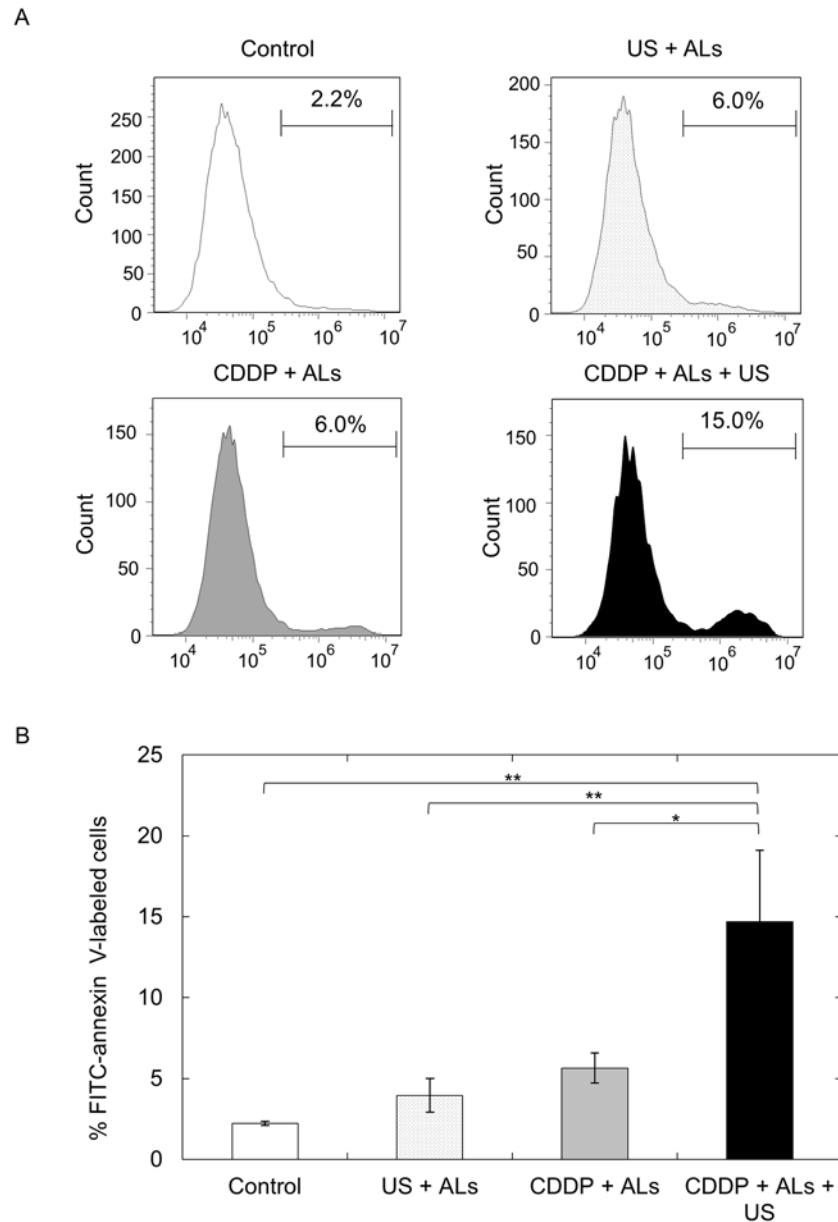 A
Control
2.2%
250
200
150
100
50
0
Count
10^4 10^5 10^6 10^7
US + ALs
6.0%
200
150
100
50
0
Count
10^4 10^5 10^6 10^7
CDDP + ALs
6.0%
150
100
50
0
Count
10^4 10^5 10^6 10^7
CDDP + ALs + US
15.0%
150
100
50
0
Count
10^4 10^5 10^6 10^7
B
25
20
15
10
5
0
% FITC-annexin V-labeled cells
**
**
*
Control US + ALs CDDP + ALs CDDP + ALs +
US